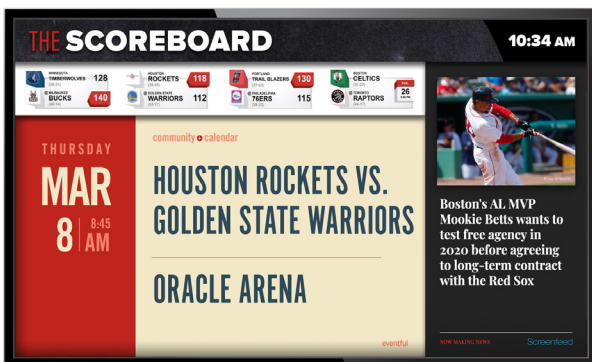 THE SCOREBOARD
10:34 AM
MINNESOTA
TIMBERWOLVES 128
MILWAUKEE
BUCKS 140
HOUSTON
ROCKETS 118
GOLDEN STATE
WARRIORS 112
PORTLAND
TRAIL BLAZERS 130
PHILADELPHIA
76ERS 115
BOSTON
CELTICS
TORONTO
RAPTORS
26
THURSDAY
MAR
8 8:45
AM
community calendar
HOUSTON ROCKETS VS.
GOLDEN STATE WARRIORS
ORACLE ARENA
eventful
Boston's AL MVP
Mookie Betts wants to
test free agency in
2020 before agreeing
to long-term contract
with the Red Sox
NOW MAKING NEWS
Screenfeed